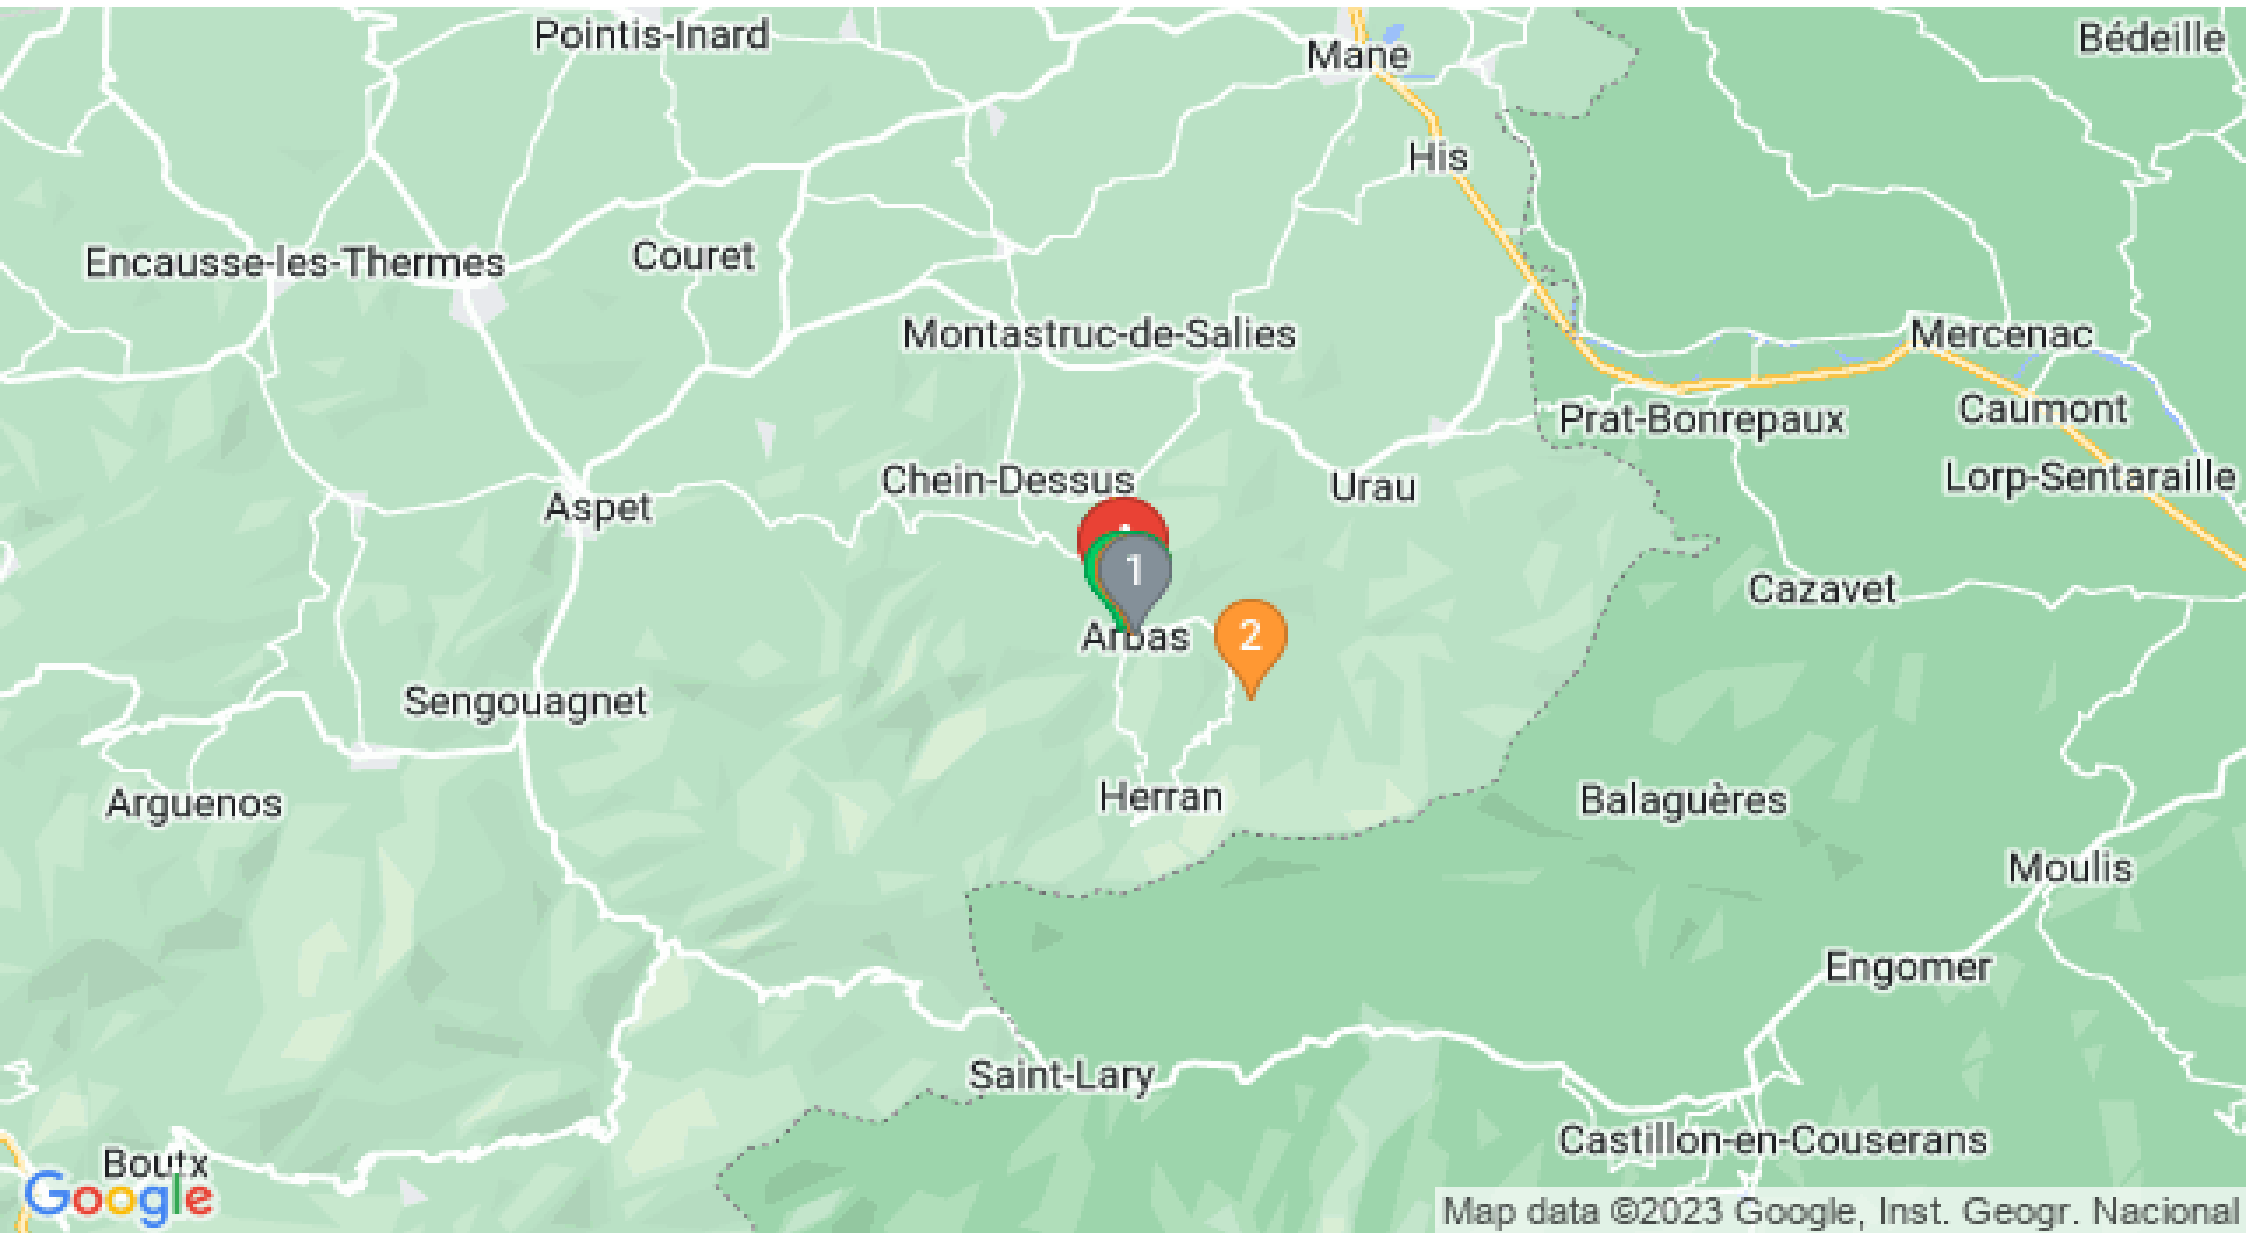 Pointis-Inard
Bédeille
Mane
His
Couret
Encausse-les-Thermes
Montastruc-de-Salies
Mercenac
Caumont
Prat-Bonrepaux
Lorp-Sentaraille
Chein-Dessus
Urau
Aspet
1
Cazavet
Arbas
2
Sengouagnet
Herran
Balaguères
Arguenos
Moulis
Engomer
Saint-Lary
Castillon-en-Couserans
Boutx
Google
Map data ©2023 Google, Inst. Geogr. Nacional